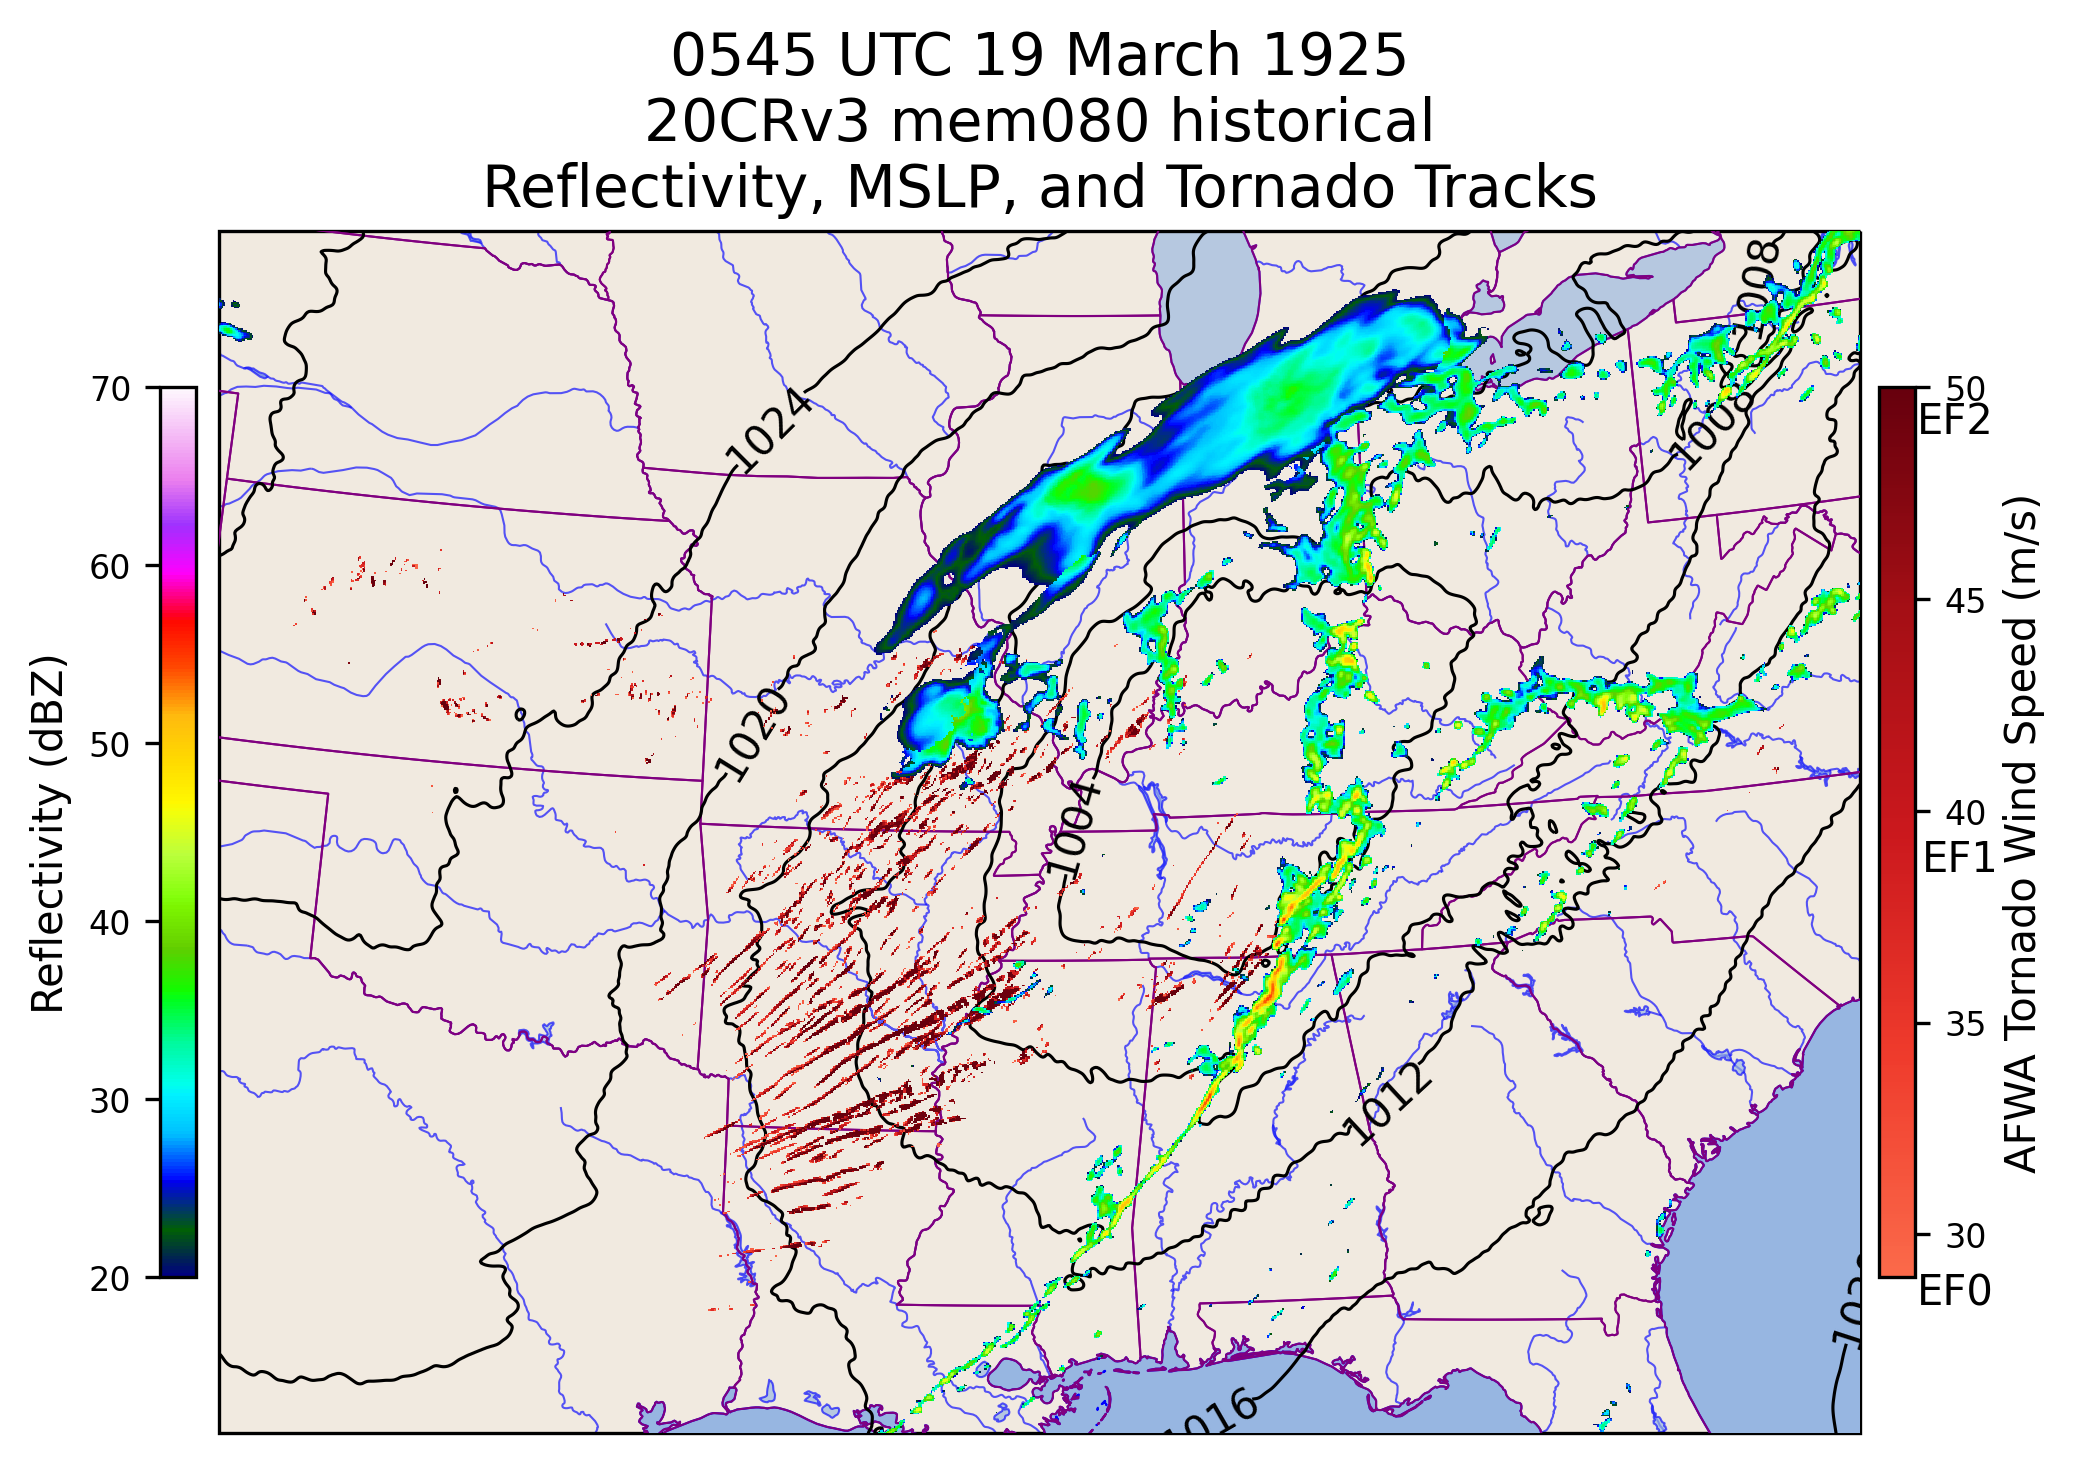 0545 UTC 19 March 1925
20CRv3 mem080 historical
Reflectivity, MSLP, and Tornado Tracks
70
60
50
40
30
20
Reflectivity (dBZ)
1024
1020
1004
1008
1008
1012
1016
50
EF2
45
40
EF1
35
30
EF0
AFWA Tornado Wind Speed (m/s)